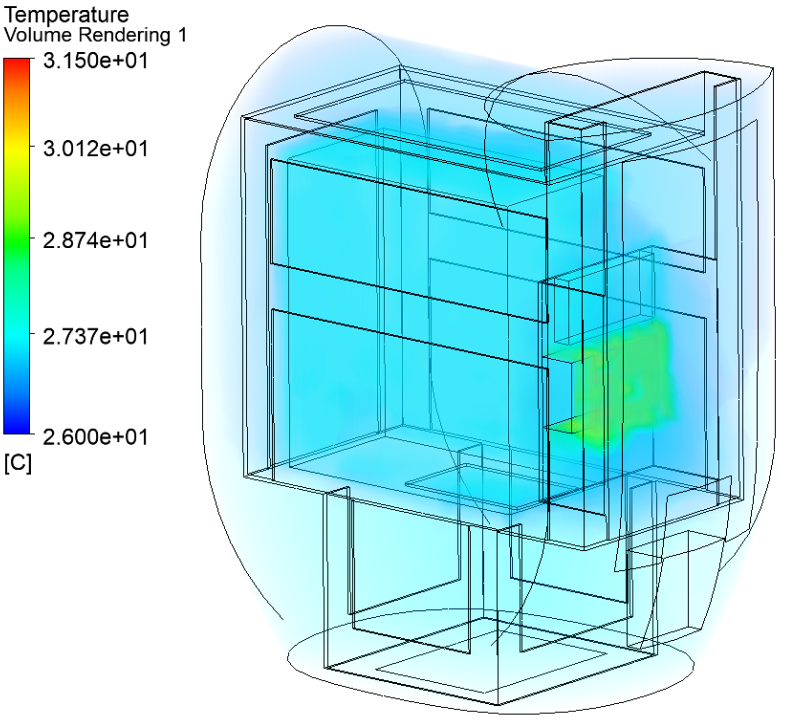 Temperature
Volume Rendering 1
3.150e+01
3.012e+01
2.874e+01
2.737e+01
2.600e+01
[C]